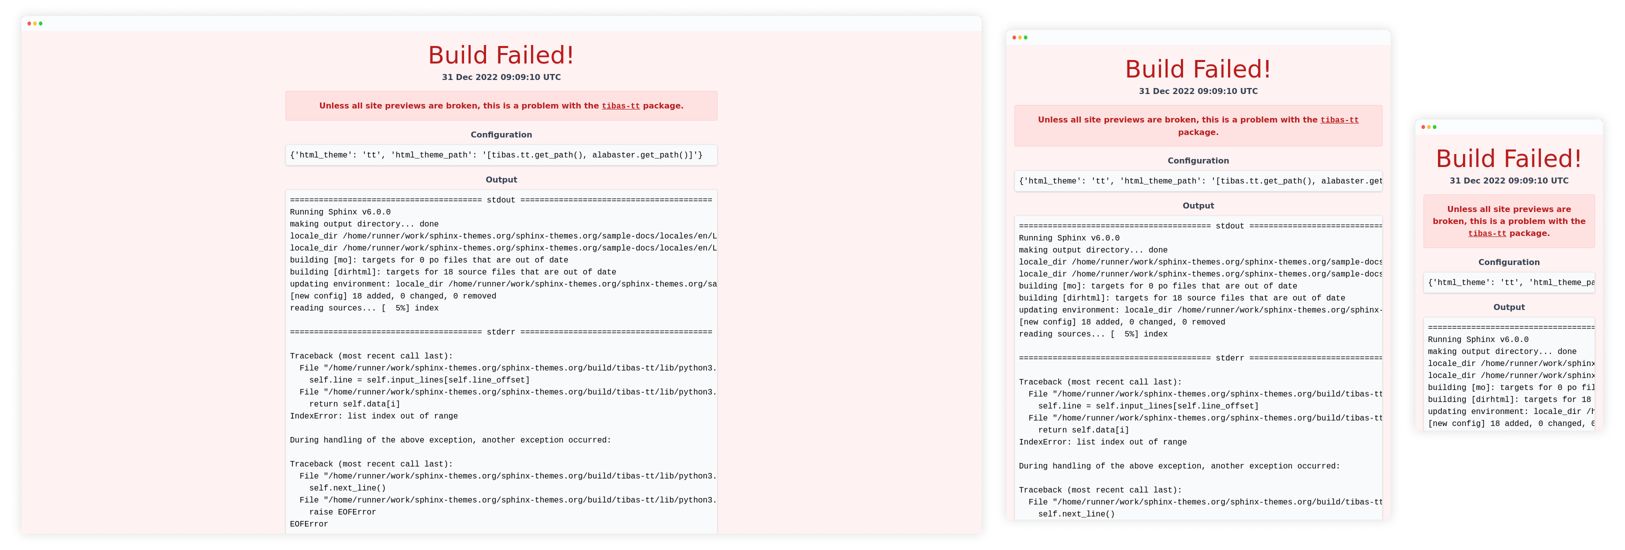 Build Failed!
31 Dec 2022 09:09:10 UTC
Unless all site previews are broken, this is a problem with the tibas-tt package.
Configuration
{'html_theme': 'tt', 'html_theme_path': '[tibas.tt.get_path(), alabaster.get_path()]'}
Output
======================================== stdout ========================================
Running Sphinx v6.0.0
making output directory... done
locale_dir /home/runner/work/sphinx-themes.org/sphinx-themes.org/sample-docs/locales/en/L
locale_dir /home/runner/work/sphinx-themes.org/sphinx-themes.org/sample-docs/locales/en/L
building [mo]: targets for 0 po files that are out of date
building [dirhtml]: targets for 18 source files that are out of date
updating environment: locale_dir /home/runner/work/sphinx-themes.org/sphinx-themes.org/sa
[new config] 18 added, 0 changed, 0 removed
reading sources... [  5%] index
======================================== stderr ========================================
Traceback (most recent call last):
  File "/home/runner/work/sphinx-themes.org/sphinx-themes.org/build/tibas-tt/lib/python3.
    self.line = self.input_lines[self.line_offset]
  File "/home/runner/work/sphinx-themes.org/sphinx-themes.org/build/tibas-tt/lib/python3.
    return self.data[i]
IndexError: list index out of range
During handling of the above exception, another exception occurred:
Traceback (most recent call last):
  File "/home/runner/work/sphinx-themes.org/sphinx-themes.org/build/tibas-tt/lib/python3.
    self.next_line()
  File "/home/runner/work/sphinx-themes.org/sphinx-themes.org/build/tibas-tt/lib/python3.
    raise EOFError
EOFError
Build Failed!
31 Dec 2022 09:09:10 UTC
Unless all site previews are broken, this is a problem with the tibas-tt
package.
Configuration
{'html_theme': 'tt', 'html_theme_path': '[tibas.tt.get_path(), alabaster.get
Output
======================================== stdout ===================================
Running Sphinx v6.0.0
making output directory... done
locale_dir /home/runner/work/sphinx-themes.org/sphinx-themes.org/sample-docs
locale_dir /home/runner/work/sphinx-themes.org/sphinx-themes.org/sample-docs
building [mo]: targets for 0 po files that are out of date
building [dirhtml]: targets for 18 source files that are out of date
updating environment: locale_dir /home/runner/work/sphinx-themes.org/sphinx-
[new config] 18 added, 0 changed, 0 removed
reading sources... [  5%] index
======================================== stderr ===================================
Traceback (most recent call last):
  File "/home/runner/work/sphinx-themes.org/sphinx-themes.org/build/tibas-tt
    self.line = self.input_lines[self.line_offset]
  File "/home/runner/work/sphinx-themes.org/sphinx-themes.org/build/tibas-tt
    return self.data[i]
IndexError: list index out of range
During handling of the above exception, another exception occurred:
Traceback (most recent call last):
  File "/home/runner/work/sphinx-themes.org/sphinx-themes.org/build/tibas-tt
    self.next_line()
Build Failed!
31 Dec 2022 09:09:10 UTC
Unless all site previews are
broken, this is a problem with the
tibas-tt package.
Configuration
{'html_theme': 'tt', 'html_theme_pa
Output
===================================
Running Sphinx v6.0.0
making output directory... done
locale_dir /home/runner/work/sphinx
locale_dir /home/runner/work/sphinx
building [mo]: targets for 0 po fil
building [dirhtml]: targets for 18
updating environment: locale_dir /h
[new config] 18 added, 0 changed, 0